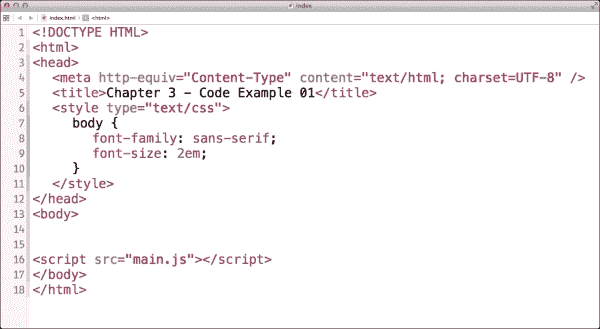 index
index.html > <html>
1 <!DOCTYPE HTML>
2 <html>
3 <head>
4 <meta http-equiv="Content-Type" content="text/html; charset=UTF-8" />
5 <title>Chapter 3 - Code Example 01</title>
6 <style type="text/css">
7 body {
8 font-family: sans-serif;
9 font-size: 2em;
10 }
11 </style>
12 </head>
13 <body>
14
15
16 <script src="main.js"></script>
17 </body>
18 </html>